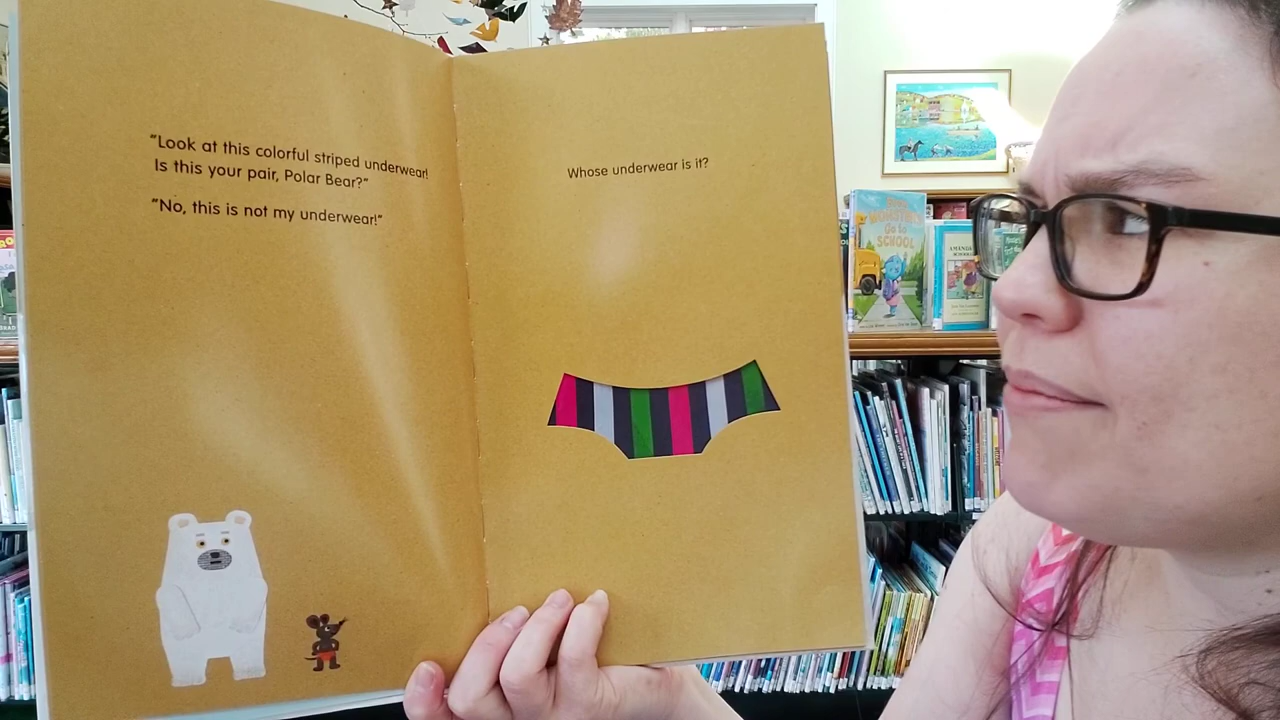 "Look at this colorful striped underwear!
Is this your pair, Polar Bear?"
"No, this is not my underwear!"
Whose underwear is it?
MONSTERS
Go to
SCHOOL